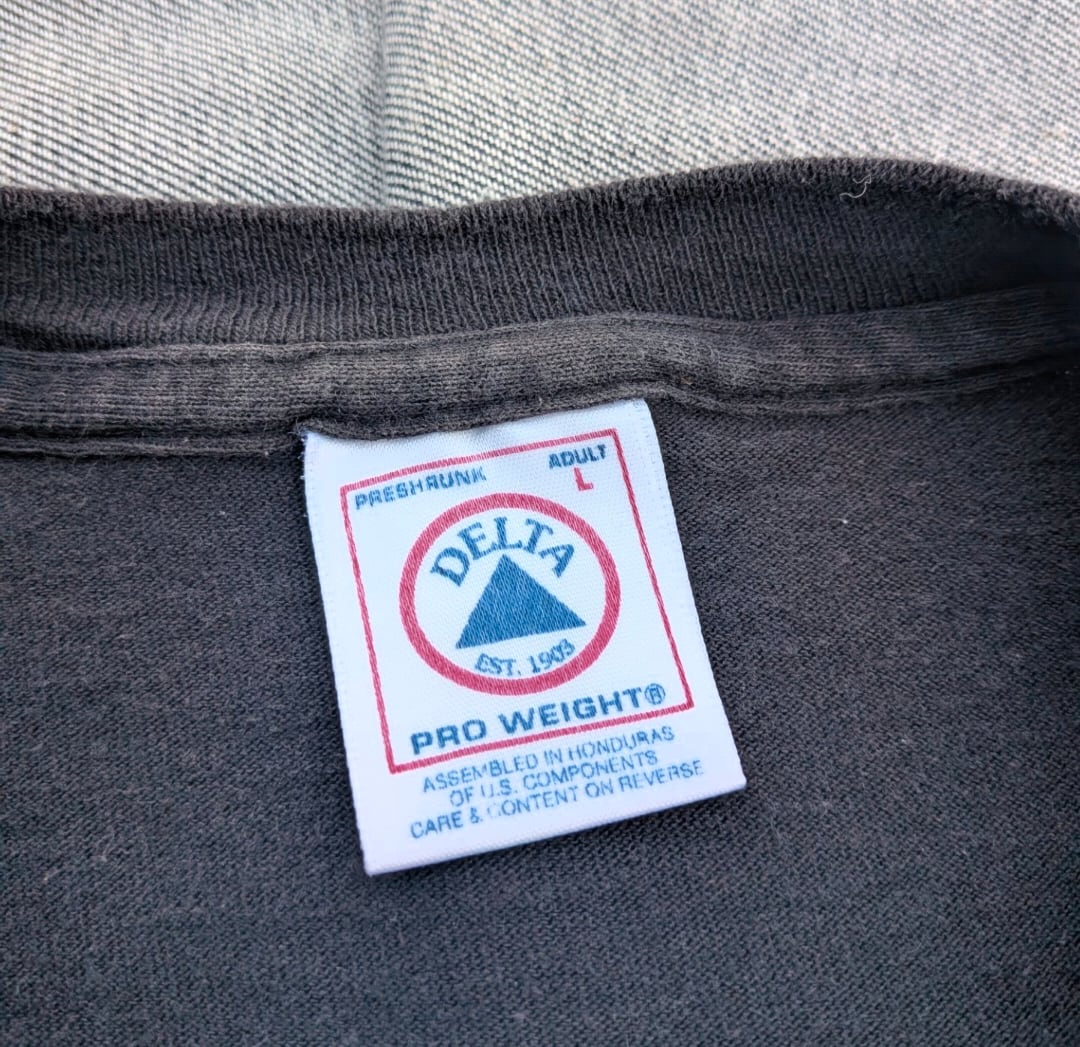 PRESHRUNK ADULT
L
DELTA
EST. 1903
PRO WEIGHT®
ASSEMBLED IN HONDURAS
OF U.S. COMPONENTS
CARE & CONTENT ON REVERSE